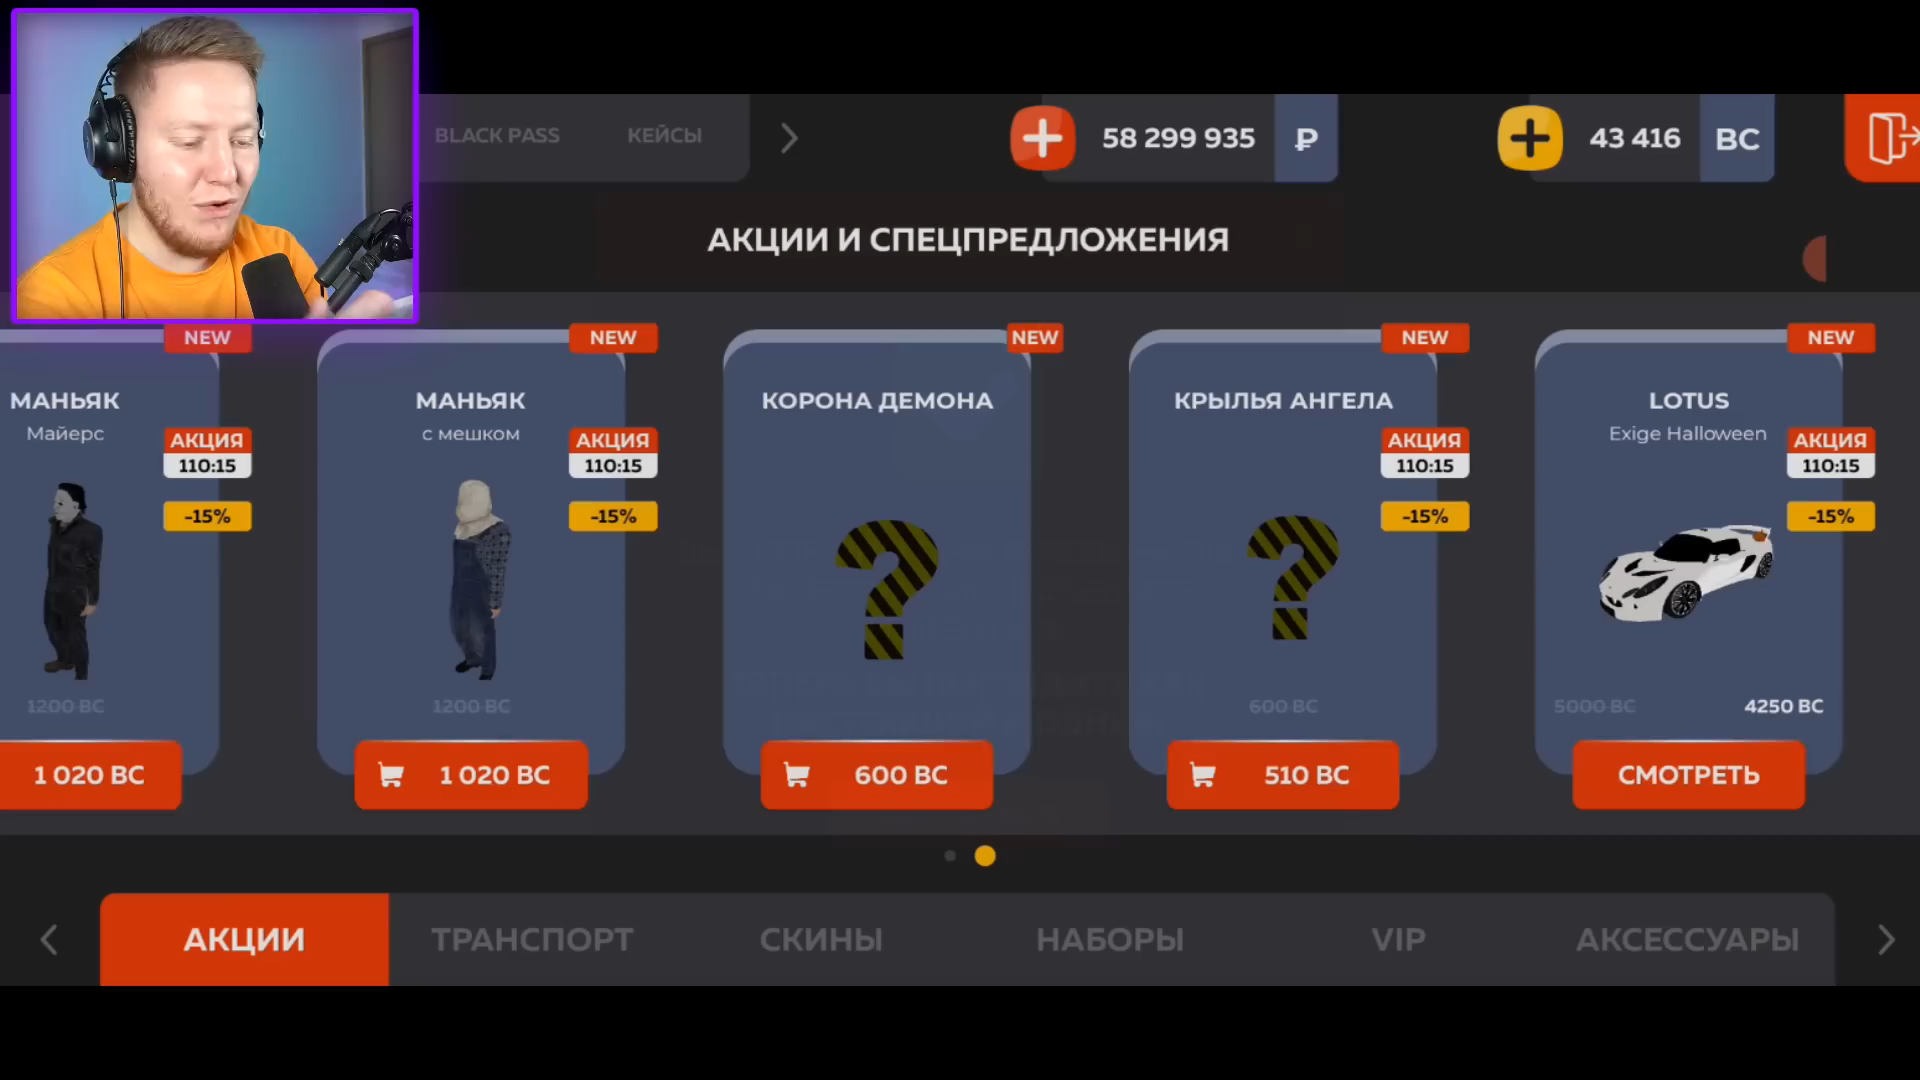 BLACK PASS
КЕЙСЫ
58 299 935 ₽
43 416 BC
АКЦИИ И СПЕЦПРЕДЛОЖЕНИЯ
NEW
МАНЬЯК
Майерс
АКЦИЯ
110:15
-15%
1200 BC
1 020 BC
NEW
МАНЬЯК
с мешком
АКЦИЯ
110:15
-15%
1200 BC
1 020 BC
NEW
КОРОНА ДЕМОНА
?
600 BC
NEW
КРЫЛЬЯ АНГЕЛА
АКЦИЯ
110:15
-15%
?
600 BC
510 BC
NEW
LOTUS
Exige Halloween
АКЦИЯ
110:15
-15%
5000 BC
4250 BC
СМОТРЕТЬ
АКЦИИ
ТРАНСПОРТ
СКИНЫ
НАБОРЫ
VIP
АКСЕССУАРЫ